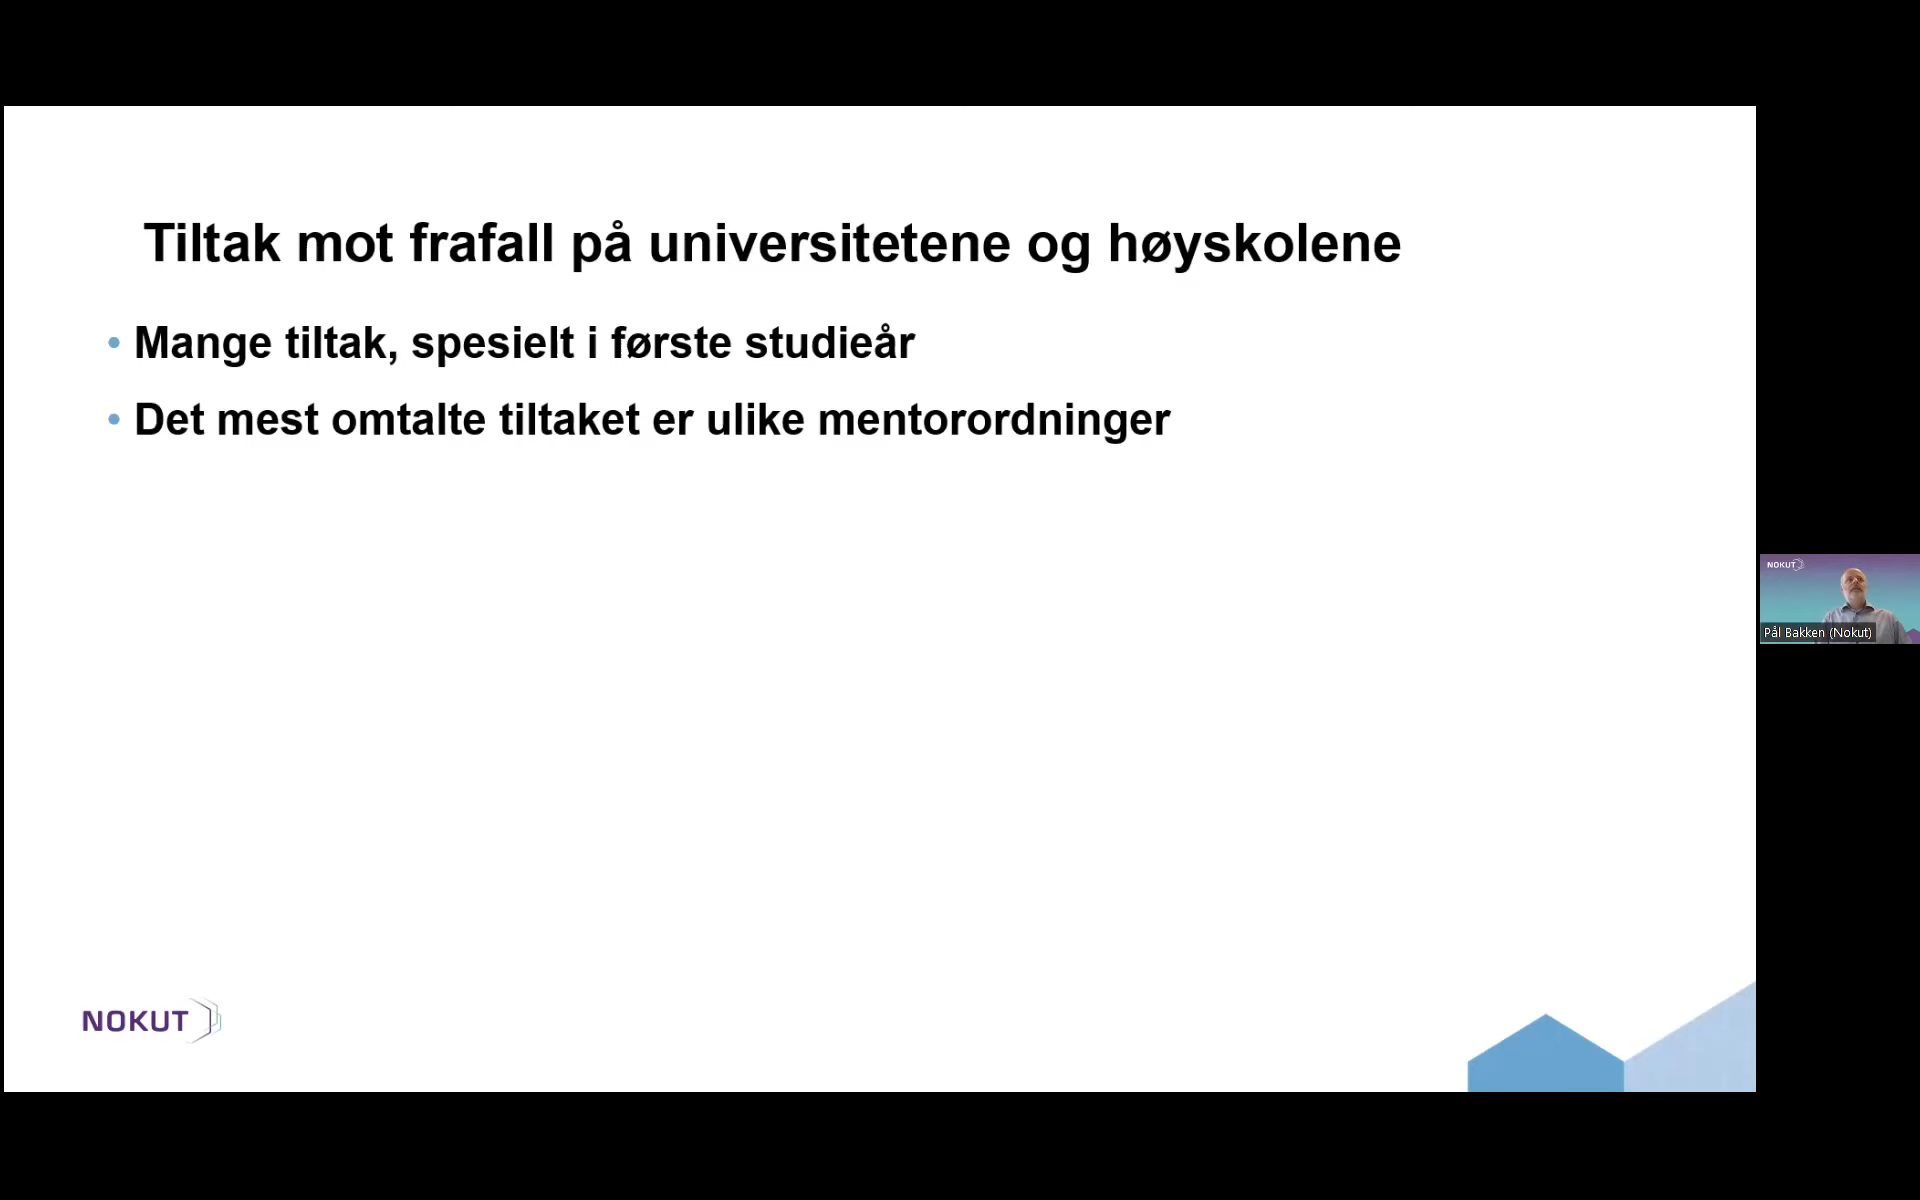 Tiltak mot frafall på universitetene og høyskolene
• Mange tiltak, spesielt i første studieår
• Det mest omtalte tiltaket er ulike mentorordninger
NOKUT
Pål Bakken (Nokut)
NOKUT